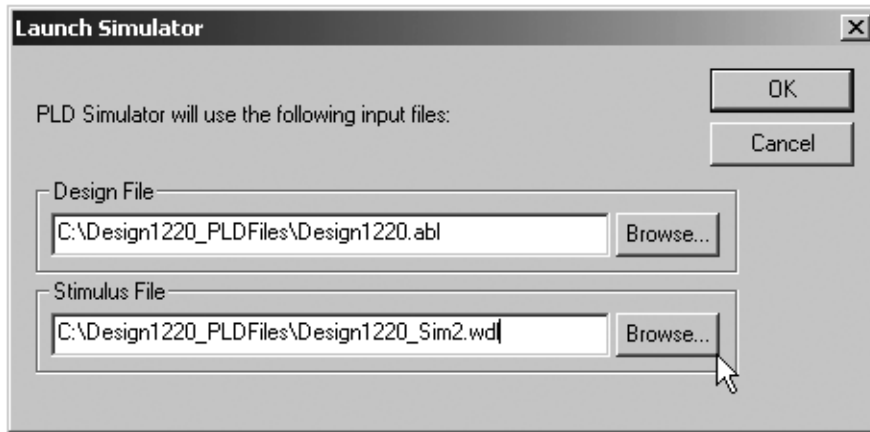 Launch Simulator
OK
PLD Simulator will use the following input files:
Cancel
Design File
C:\Design1220_PLDFiles\Design1220.abl Browse...
Stimulus File
C:\Design1220_PLDFiles\Design1220_Sim2.wdl Browse...